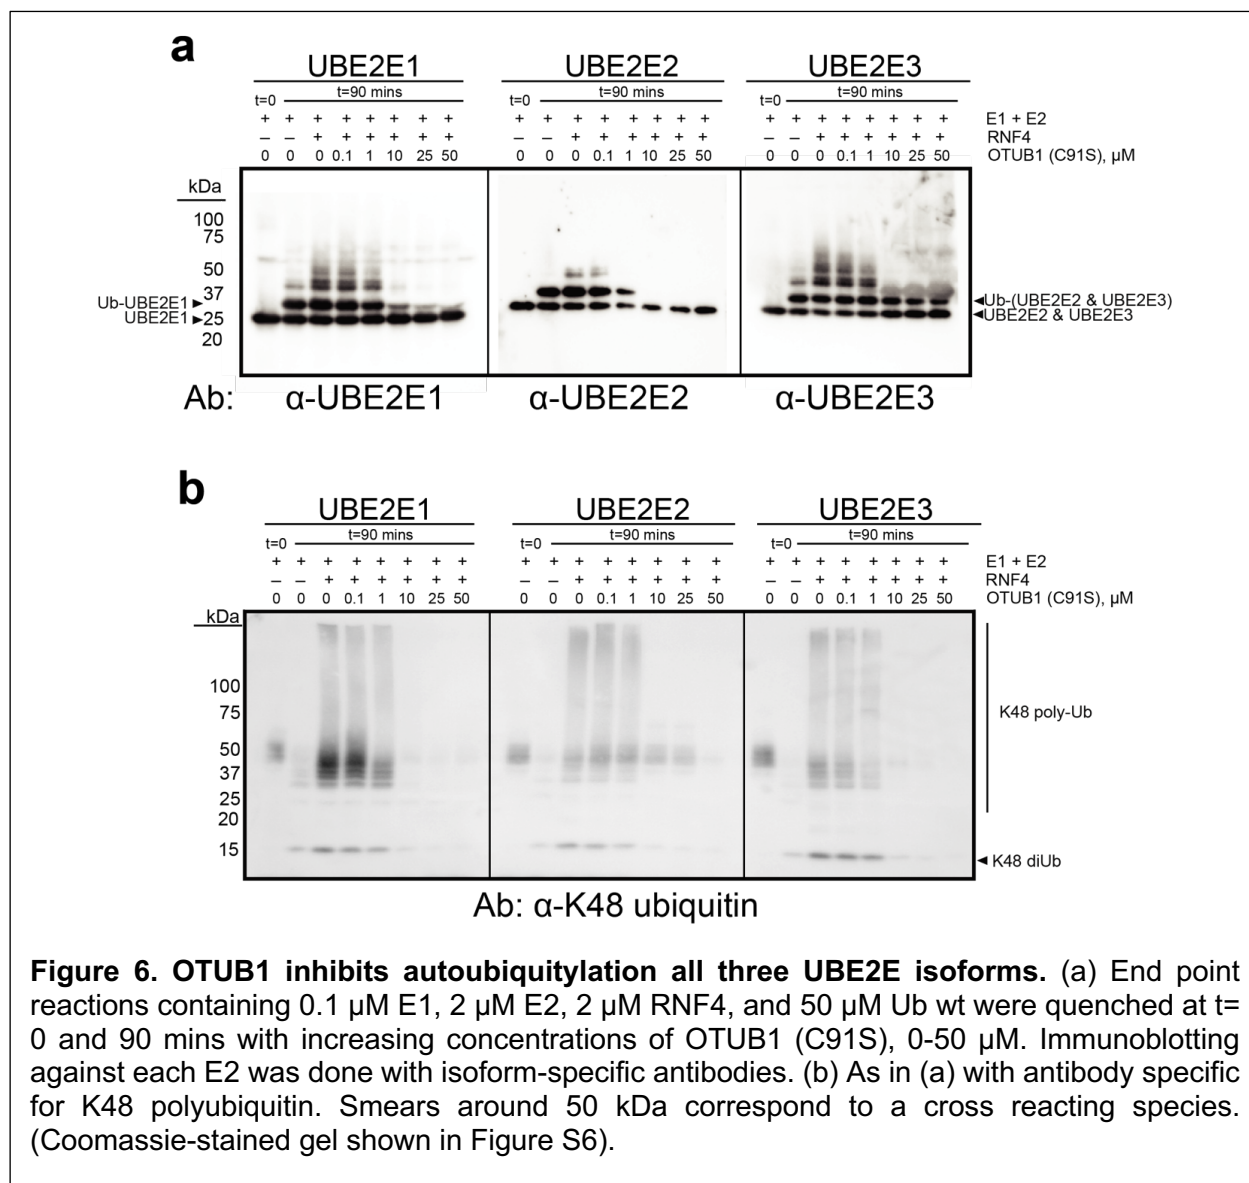 a
UBE2E1 UBE2E2 UBE2E3
t=0 t=90 mins t=0 t=90 mins t=0 t=90 mins
+ + + + + + + + + + + + + + + + + + + + + + + + E1 + E2
– – + + + + + + – – + + + + + + – – + + + + + + RNF4
0 0 0 0.1 1 10 25 50 0 0 0 0.1 1 10 25 50 0 0 0 0.1 1 10 25 50 OTUB1 (C91S), µM
kDa
100
75
50
37
Ub-UBE2E1 Ub-(UBE2E2 & UBE2E3)
UBE2E1 25 UBE2E2 & UBE2E3
20
Ab: α-UBE2E1 α-UBE2E2 α-UBE2E3
b
UBE2E1 UBE2E2 UBE2E3
t=0 t=90 mins t=0 t=90 mins t=0 t=90 mins
+ + + + + + + + + + + + + + + + + + + + + + + + E1 + E2
– – + + + + + + – – + + + + + + – – + + + + + + RNF4
0 0 0 0.1 1 10 25 50 0 0 0 0.1 1 10 25 50 0 0 0 0.1 1 10 25 50 OTUB1 (C91S), µM
kDa
100
75 K48 poly-Ub
50
37
25
20
15
K48 diUb
Ab: α-K48 ubiquitin
Figure 6. OTUB1 inhibits autoubiquitylation all three UBE2E isoforms. (a) End point
reactions containing 0.1 µM E1, 2 µM E2, 2 µM RNF4, and 50 µM Ub wt were quenched at t=
0 and 90 mins with increasing concentrations of OTUB1 (C91S), 0-50 µM. Immunoblotting
against each E2 was done with isoform-specific antibodies. (b) As in (a) with antibody specific
for K48 polyubiquitin. Smears around 50 kDa correspond to a cross reacting species.
(Coomassie-stained gel shown in Figure S6).